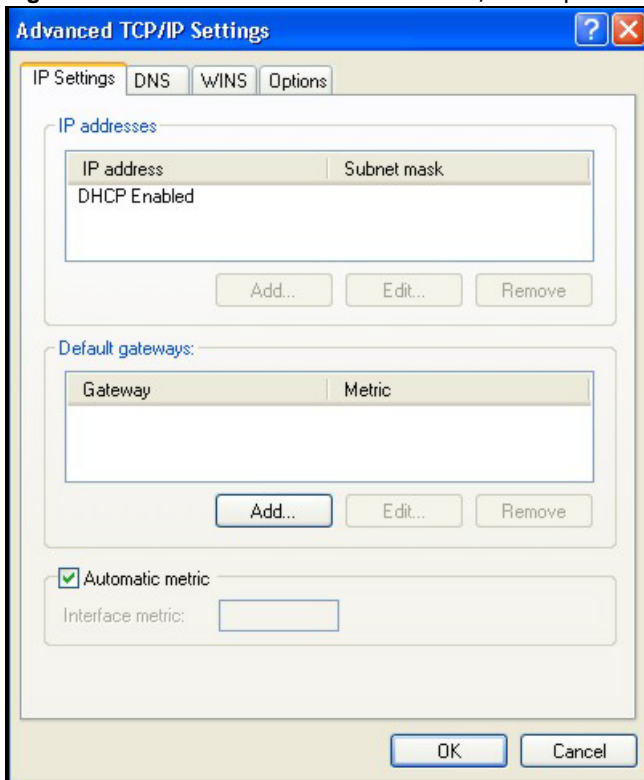 Advanced TCP/IP Settings
IP Settings DNS WINS Options
IP addresses
IP address Subnet mask
DHCP Enabled
Add... Edit... Remove
Default gateways:
Gateway Metric
Add... Edit... Remove
Automatic metric
Interface metric:
OK Cancel